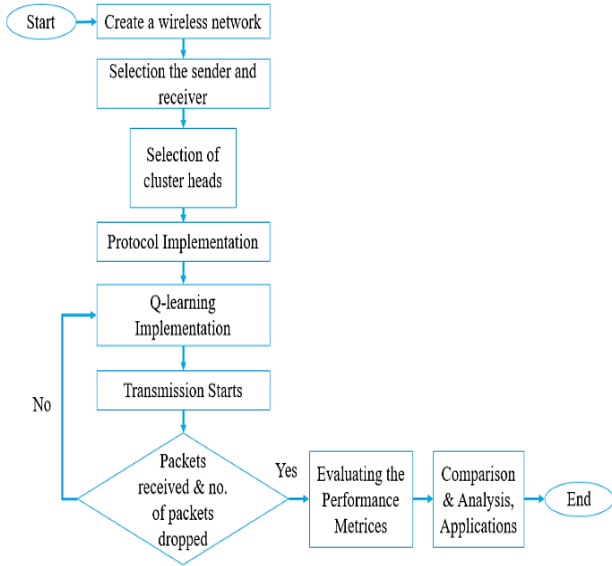 Start
Create a wireless network
Selection the sender and
receiver
Selection of
cluster heads
Protocol Implementation
Q-learning
Implementation
Transmission Starts
No
Packets
received & no.
of packets
dropped
Yes
Evaluating the
Performance
Metrices
Comparison
& Analysis,
Applications
End